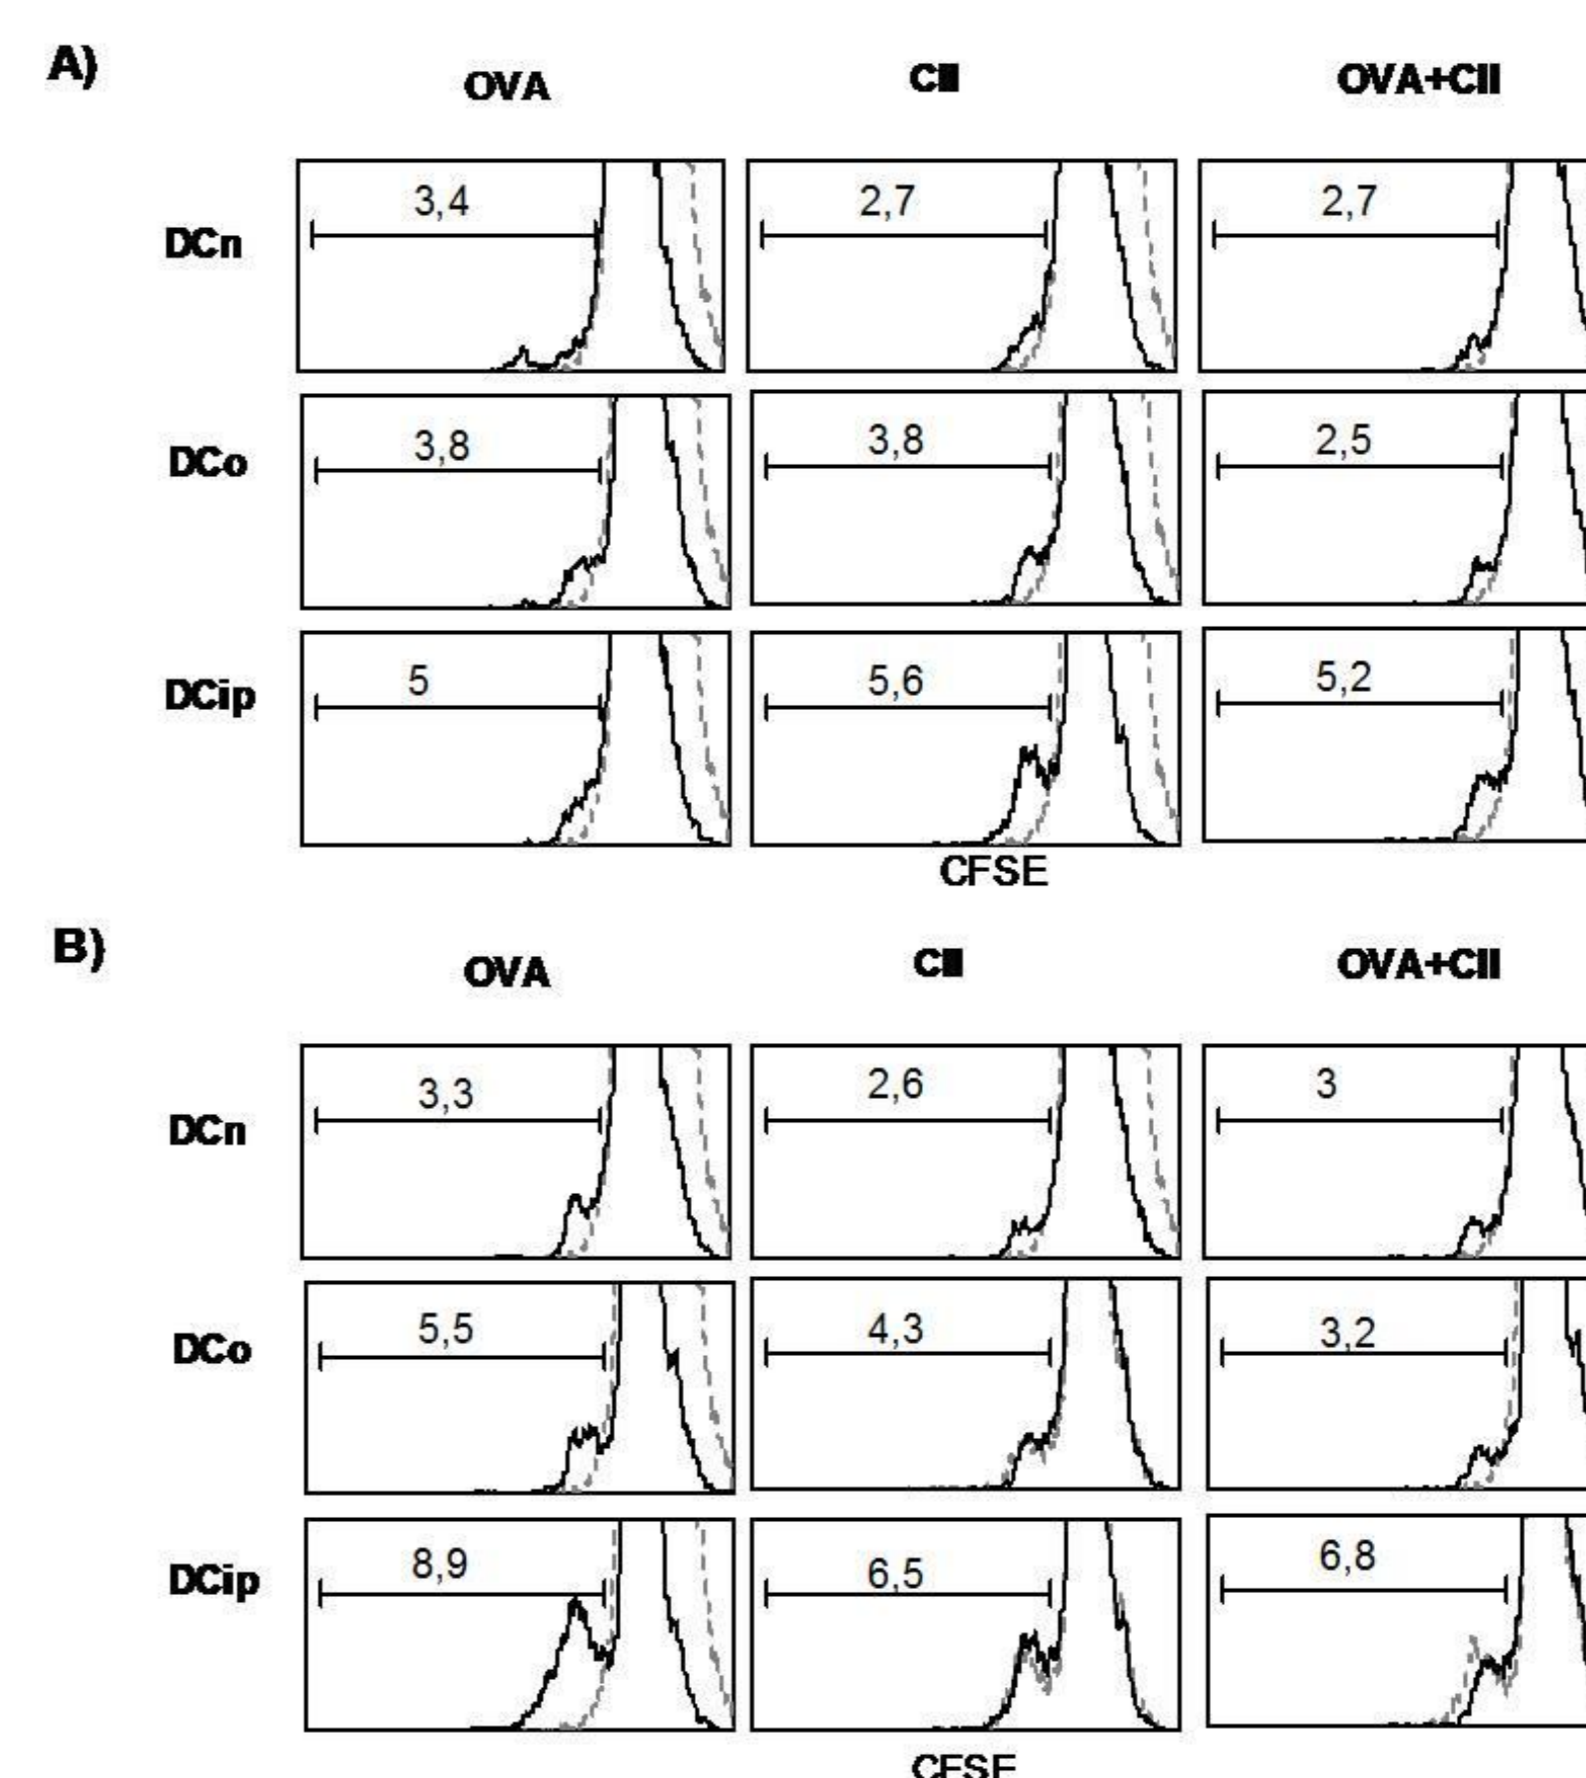 A)
OVA CII OVA+CII
DCn 3,4 2,7 2,7
DCo 3,8 3,8 2,5
DCip 5 5,6 5,2
CFSE
B)
OVA CII OVA+CII
DCn 3,3 2,6 3
DCo 5,5 4,3 3,2
DCip 8,9 6,5 6,8
CFSE